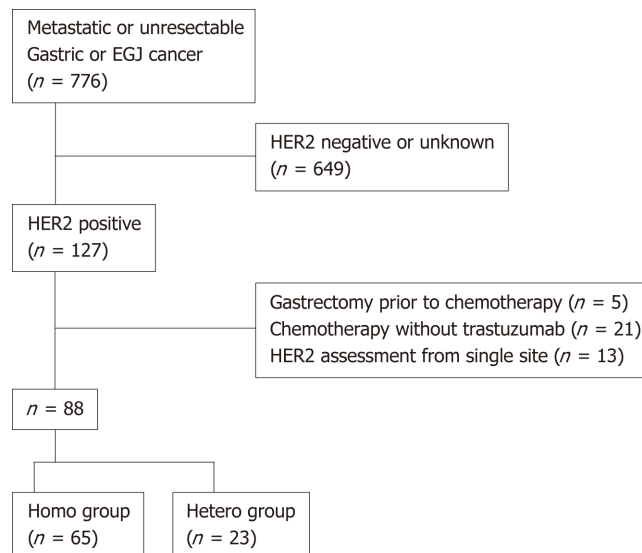 Metastatic or unresectable
Gastric or EGJ cancer
(n = 776)
HER2 negative or unknown
(n = 649)
HER2 positive
(n = 127)
Gastrectomy prior to chemotherapy (n = 5)
Chemotherapy without trastuzumab (n = 21)
HER2 assessment from single site (n = 13)
n = 88
Homo group
(n = 65)
Hetero group
(n = 23)